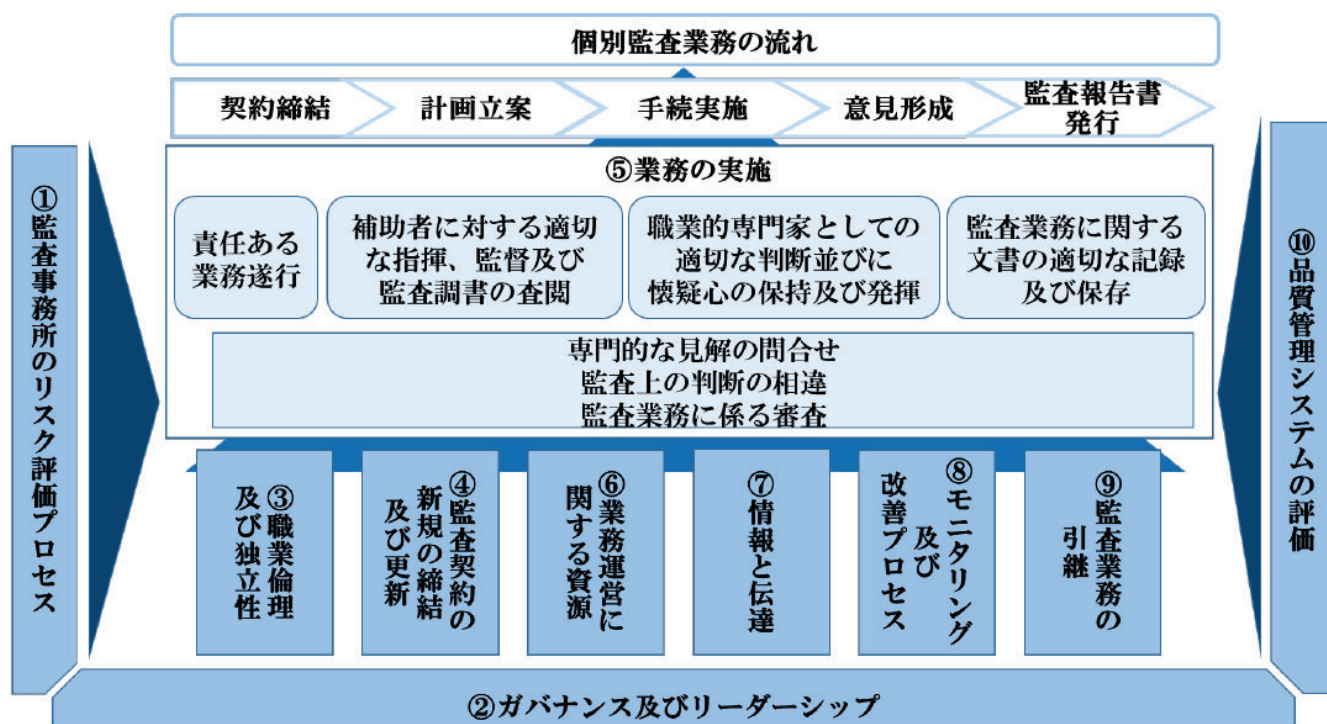 個別監査業務の流れ
契約締結
計画立案
手続実施
意見形成
監査報告書
発行
①監査事務所のリスク評価プロセス
⑤業務の実施
責任ある
業務遂行
補助者に対する適切
な指揮、監督及び
監査調書の査閲
職業的専門家としての
適切な判断並びに
懐疑心の保持及び発揮
監査業務に関する
文書の適切な記録
及び保存
専門的な見解の問合せ
監査上の判断の相違
監査業務に係る審査
③職業倫理
及び独立性
④監査契約の
新規の締結
及び更新
⑥業務運営に
関する資源
⑦情報と伝達
⑧モニタリング
及び
改善プロセス
⑨監査業務の
引継
⑩品質管理システムの評価
②ガバナンス及びリーダーシップ